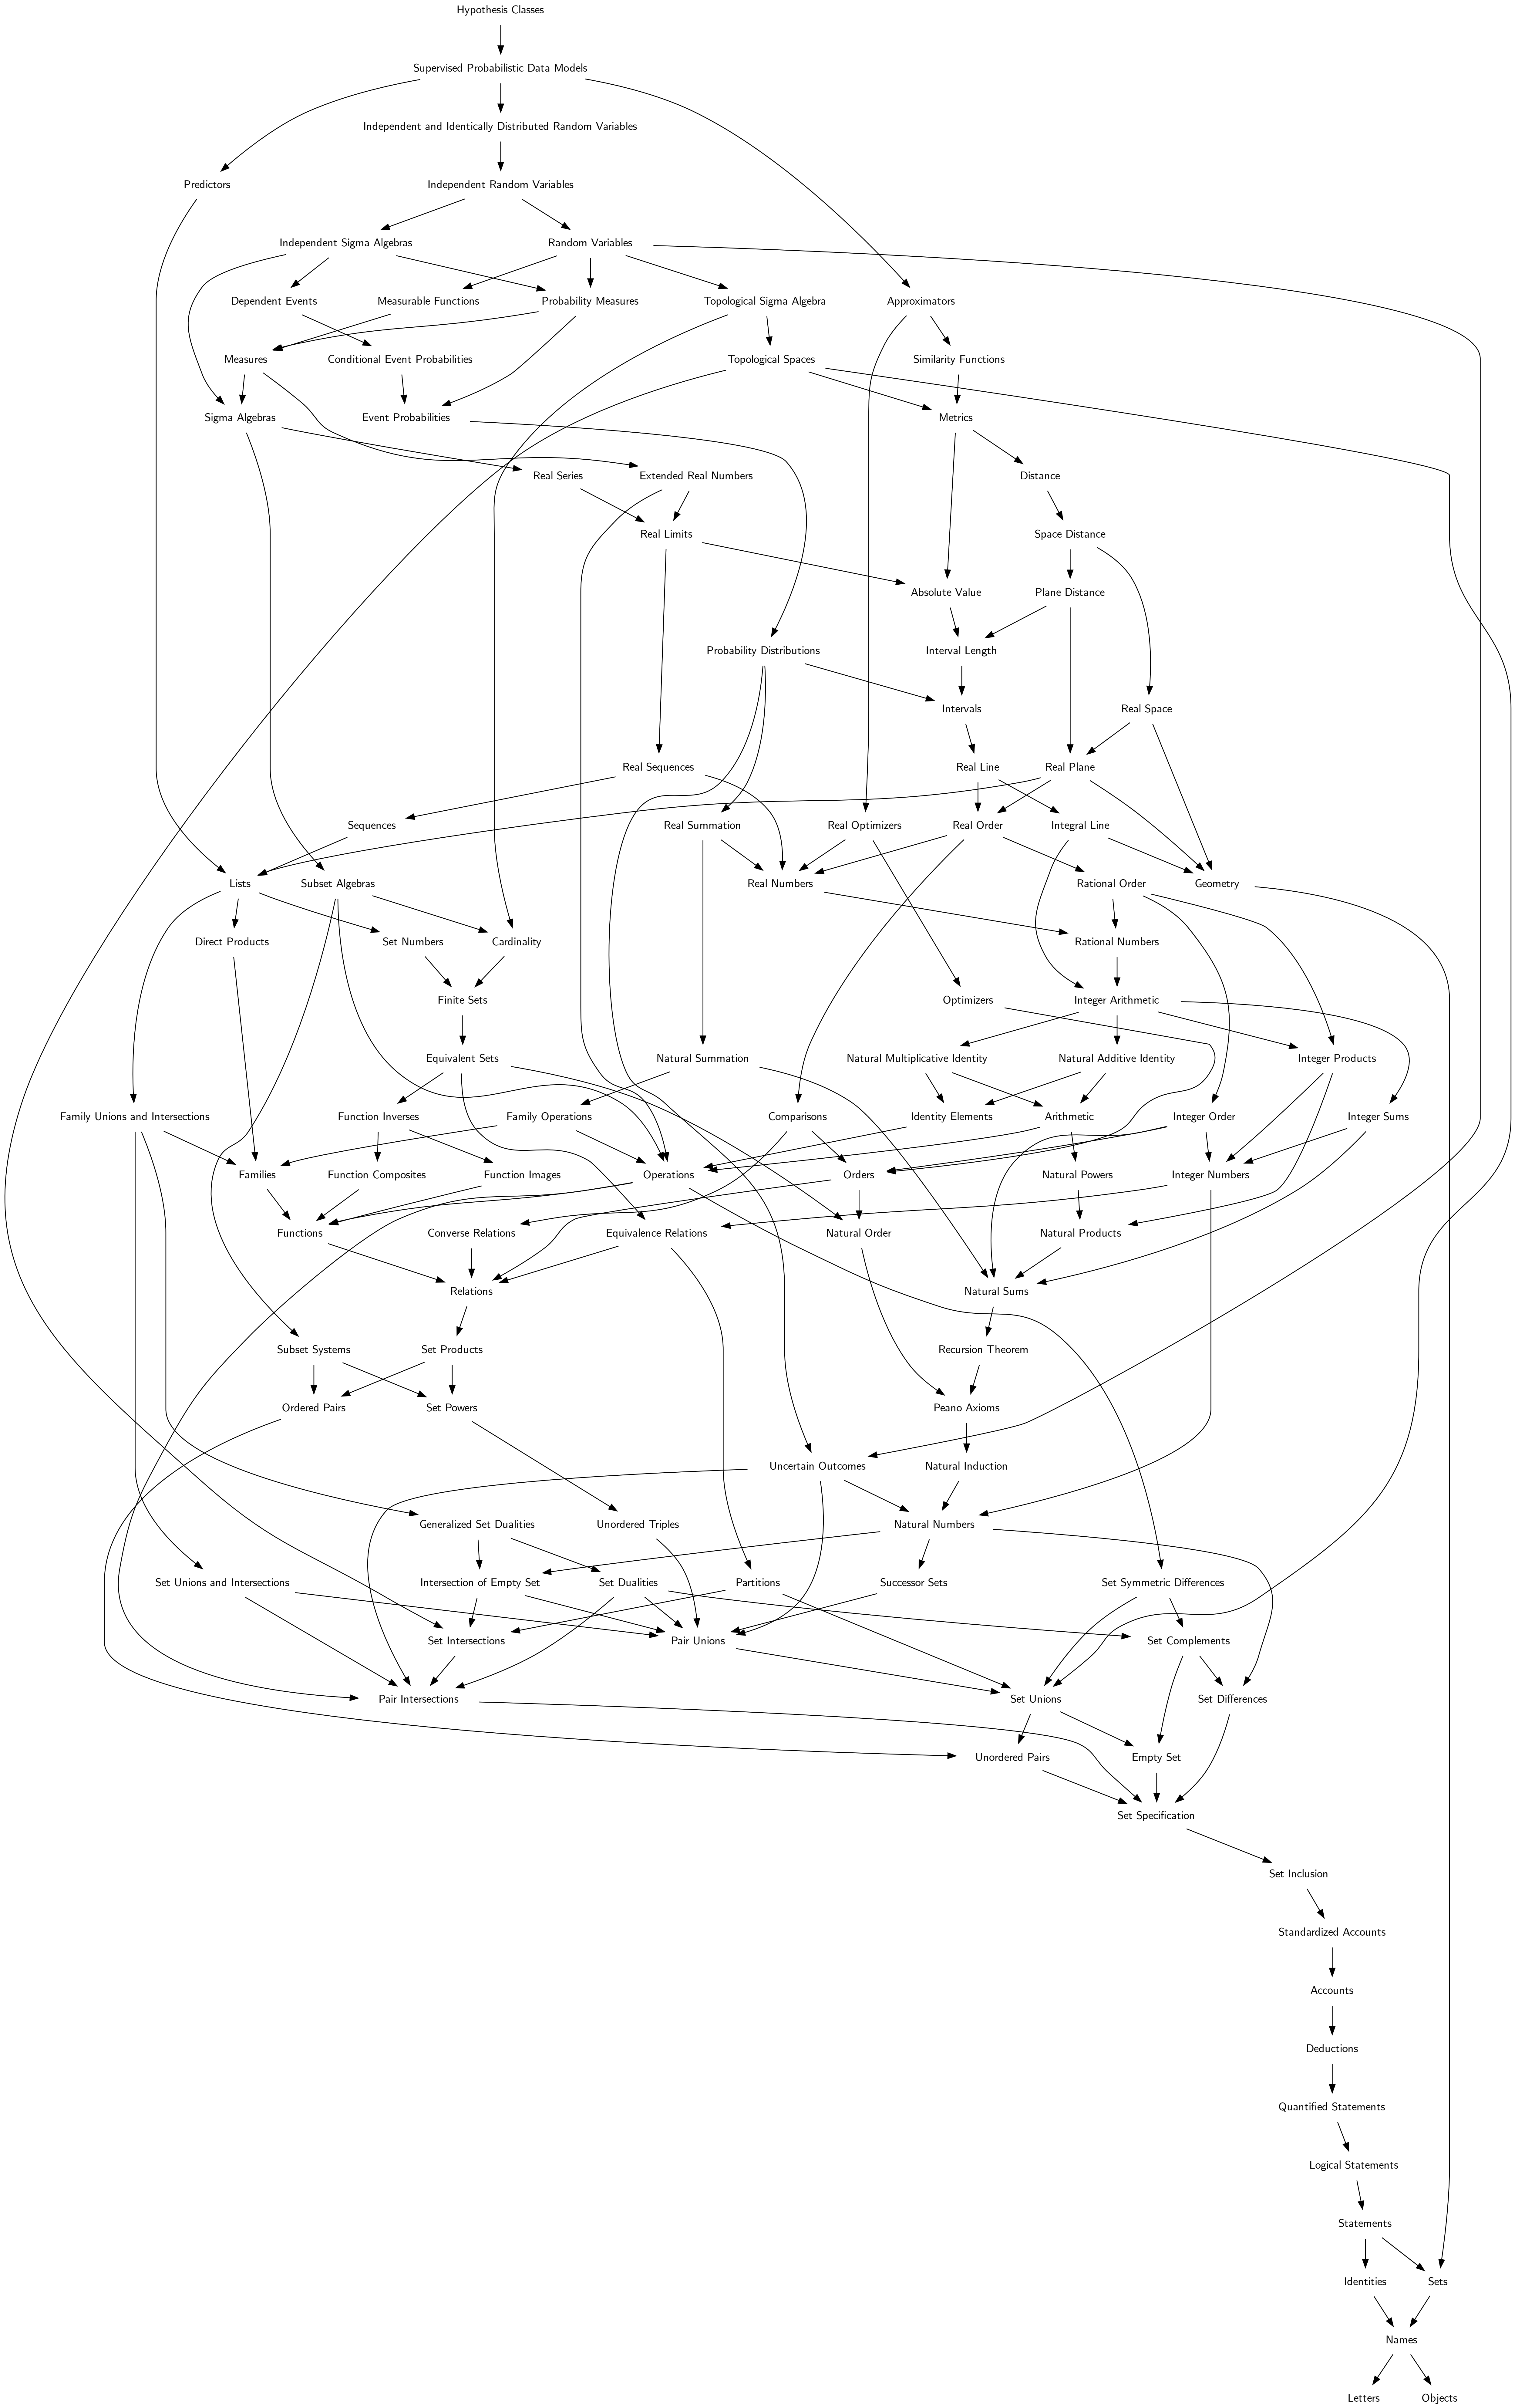 Hypothesis Classes
Supervised Probabilistic Data Models
Independent and Identically Distributed Random Variables
Predictors
Independent Random Variables
Independent Sigma Algebras
Random Variables
Dependent Events
Measurable Functions
Probability Measures
Topological Sigma Algebra
Approximators
Measures
Conditional Event Probabilities
Topological Spaces
Similarity Functions
Sigma Algebras
Event Probabilities
Metrics
Real Series
Extended Real Numbers
Distance
Real Limits
Space Distance
Absolute Value
Plane Distance
Probability Distributions
Interval Length
Intervals
Real Space
Real Sequences
Real Line
Real Plane
Sequences
Real Summation
Real Optimizers
Real Order
Integral Line
Lists
Subset Algebras
Real Numbers
Rational Order
Geometry
Direct Products
Set Numbers
Cardinality
Rational Numbers
Finite Sets
Optimizers
Integer Arithmetic
Equivalent Sets
Natural Summation
Natural Multiplicative Identity
Natural Additive Identity
Integer Products
Family Unions and Intersections
Function Inverses
Family Operations
Comparisons
Identity Elements
Arithmetic
Integer Order
Integer Sums
Families
Function Composites
Function Images
Operations
Orders
Natural Powers
Integer Numbers
Functions
Converse Relations
Equivalence Relations
Natural Order
Natural Products
Relations
Natural Sums
Subset Systems
Set Products
Recursion Theorem
Ordered Pairs
Set Powers
Peano Axioms
Uncertain Outcomes
Natural Induction
Generalized Set Dualities
Unordered Triples
Natural Numbers
Set Unions and Intersections
Intersection of Empty Set
Set Dualities
Partitions
Successor Sets
Set Symmetric Differences
Set Intersections
Pair Unions
Set Complements
Pair Intersections
Set Unions
Set Differences
Unordered Pairs
Empty Set
Set Specification
Set Inclusion
Standardized Accounts
Accounts
Deductions
Quantified Statements
Logical Statements
Statements
Identities
Sets
Names
Letters
Objects